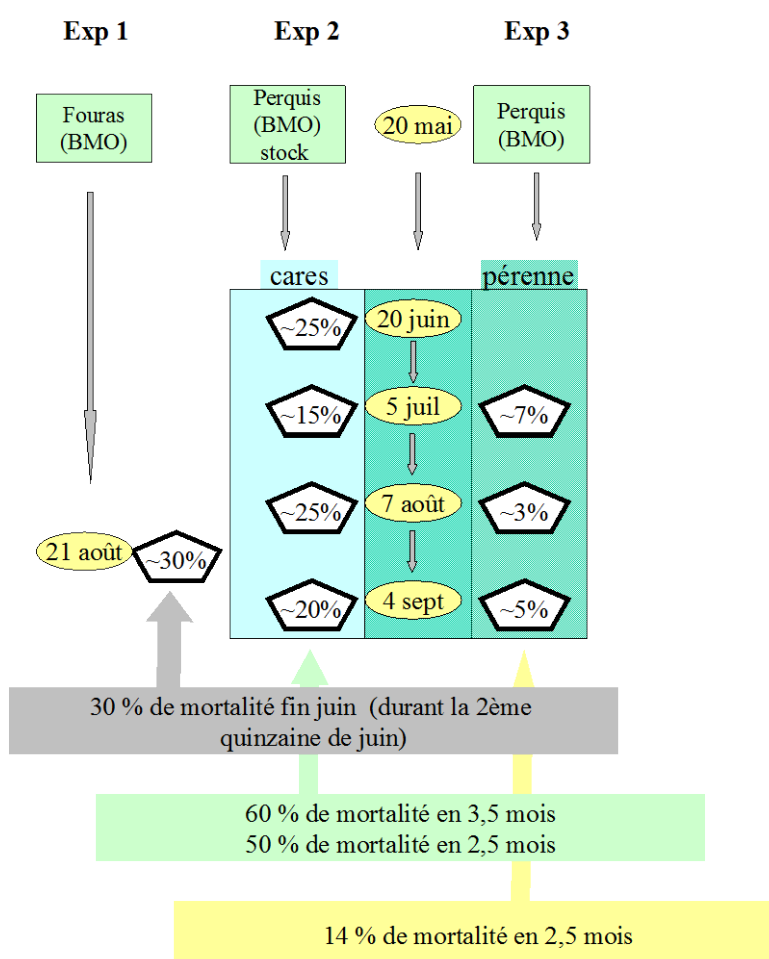 Exp 1
Exp 2
Exp 3
Fouras
(BMO)
Perquis
(BMO)
stock
20 mai
Perquis
(BMO)
cares
pérenne
~25%
20 juin
~15%
5 juil
~7%
~25%
7 août
~3%
21 août
~30%
~20%
4 sept
~5%
30 % de mortalité fin juin (durant la 2ème
quinzaine de juin)
60 % de mortalité en 3,5 mois
50 % de mortalité en 2,5 mois
14 % de mortalité en 2,5 mois